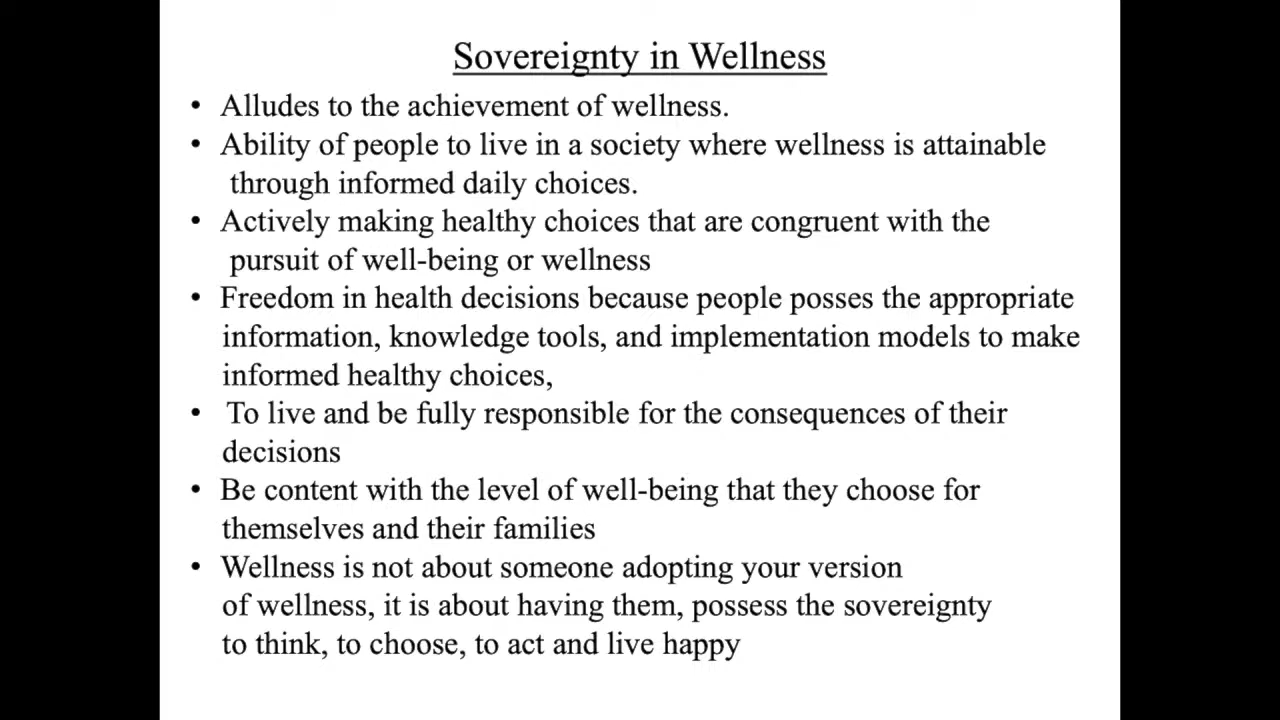 Sovereignty in Wellness
• Alludes to the achievement of wellness.
• Ability of people to live in a society where wellness is attainable
through informed daily choices.
• Actively making healthy choices that are congruent with the
pursuit of well-being or wellness
• Freedom in health decisions because people posses the appropriate
information, knowledge tools, and implementation models to make
informed healthy choices,
• To live and be fully responsible for the consequences of their
decisions
• Be content with the level of well-being that they choose for
themselves and their families
• Wellness is not about someone adopting your version
of wellness, it is about having them, possess the sovereignty
to think, to choose, to act and live happy